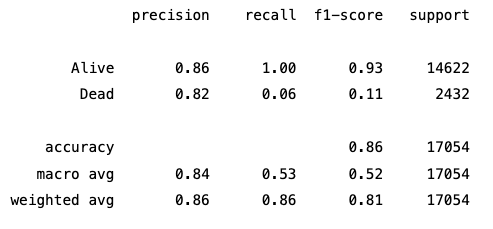 precision recall f1-score support
Alive 0.86 1.00 0.93 14622
Dead 0.82 0.06 0.11 2432
accuracy 0.86 17054
macro avg 0.84 0.53 0.52 17054
weighted avg 0.86 0.86 0.81 17054